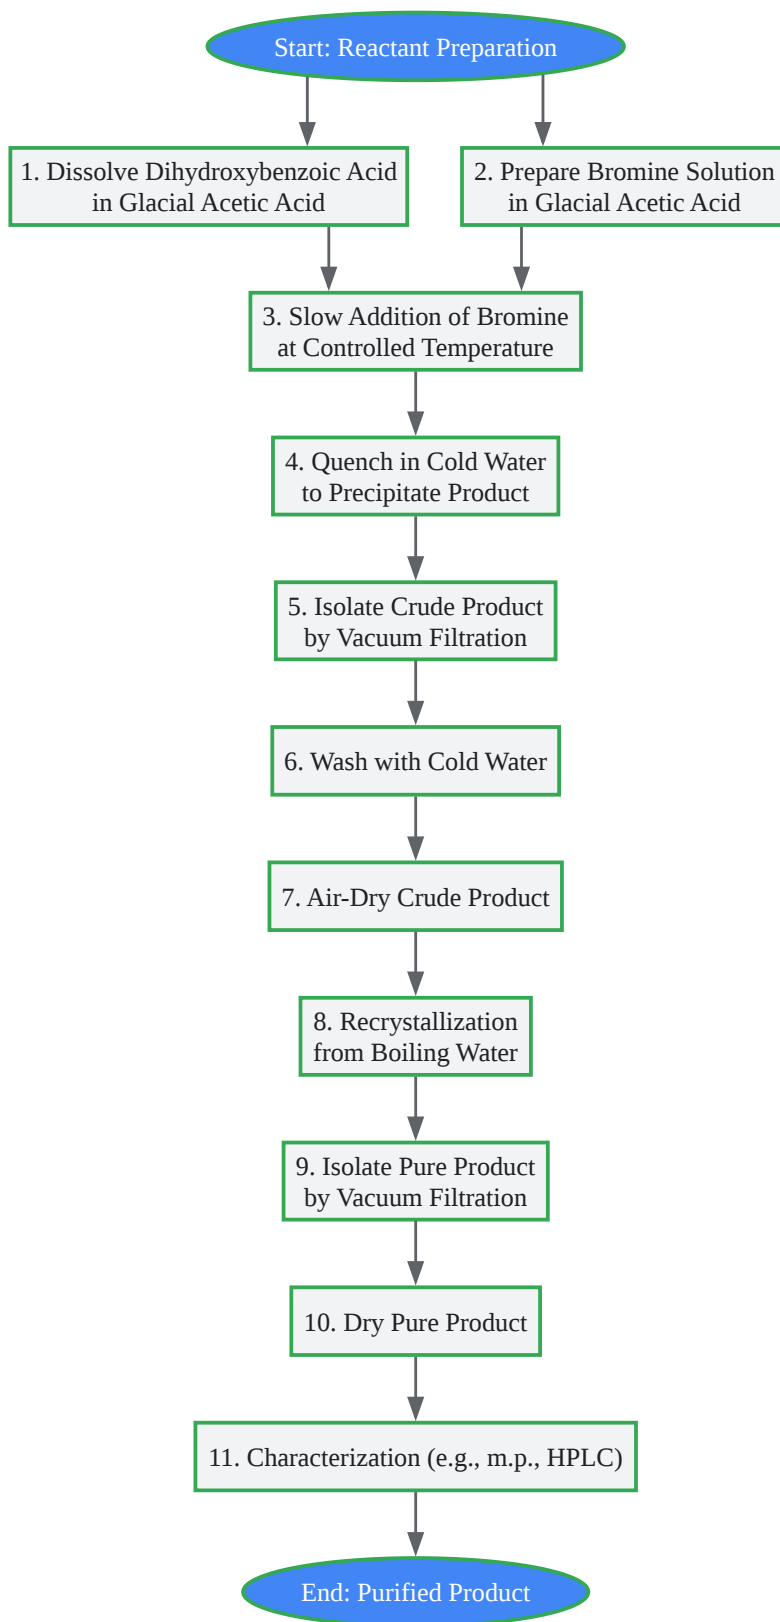 Start: Reactant Preparation
1. Dissolve Dihydroxybenzoic Acid
in Glacial Acetic Acid
2. Prepare Bromine Solution
in Glacial Acetic Acid
3. Slow Addition of Bromine
at Controlled Temperature
4. Quench in Cold Water
to Precipitate Product
5. Isolate Crude Product
by Vacuum Filtration
6. Wash with Cold Water
7. Air-Dry Crude Product
8. Recrystallization
from Boiling Water
9. Isolate Pure Product
by Vacuum Filtration
10. Dry Pure Product
11. Characterization (e.g., m.p., HPLC)
End: Purified Product